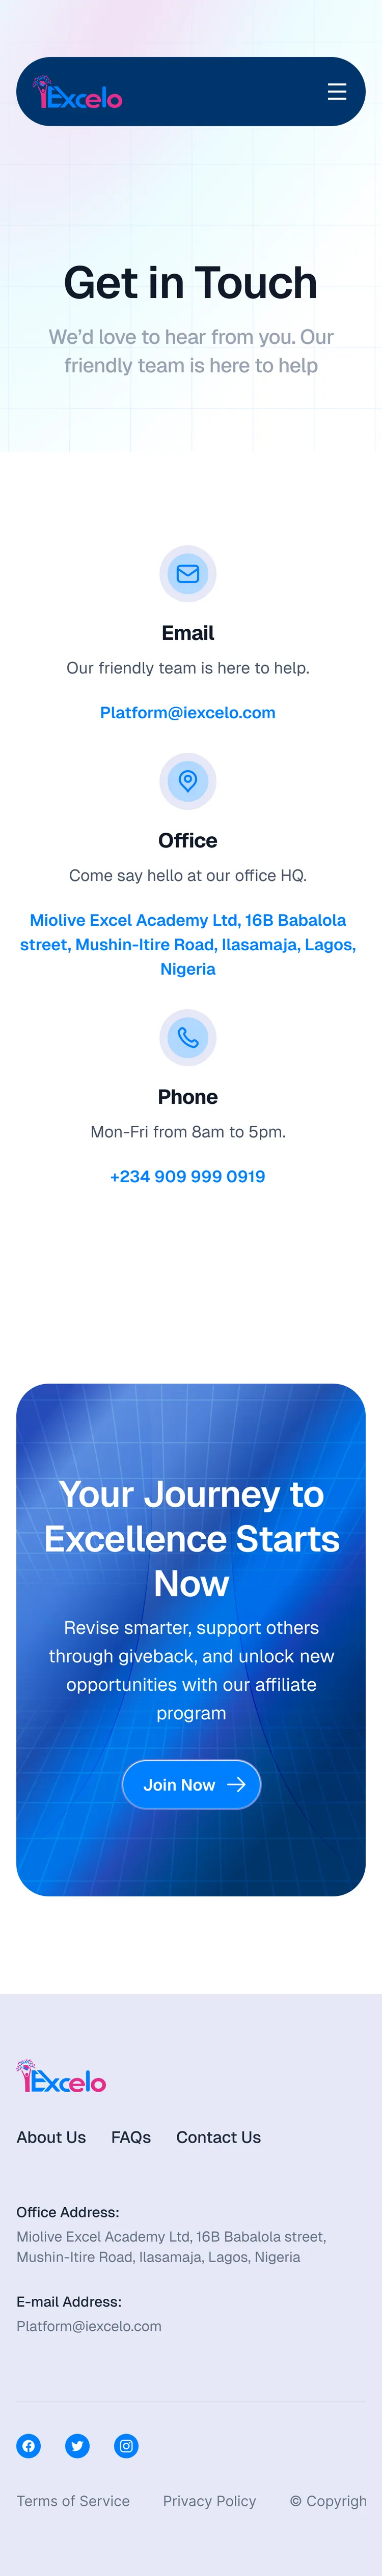 iExcelo
Get in Touch
We'd love to hear from you. Our
friendly team is here to help
Email
Our friendly team is here to help.
Platform@iexcelo.com
Office
Come say hello at our office HQ.
Miolive Excel Academy Ltd, 16B Babalola
street, Mushin-Itire Road, Ilasamaja, Lagos,
Nigeria
Phone
Mon-Fri from 8am to 5pm.
+234 909 999 0919
Your Journey to
Excellence Starts
Now
Revise smarter, support others
through giveback, and unlock new
opportunities with our affiliate
program
Join Now
iExcelo
About Us FAQs Contact Us
Office Address:
Miolive Excel Academy Ltd, 16B Babalola street,
Mushin-Itire Road, Ilasamaja, Lagos, Nigeria
E-mail Address:
Platform@iexcelo.com
Terms of Service Privacy Policy © Copyrigh